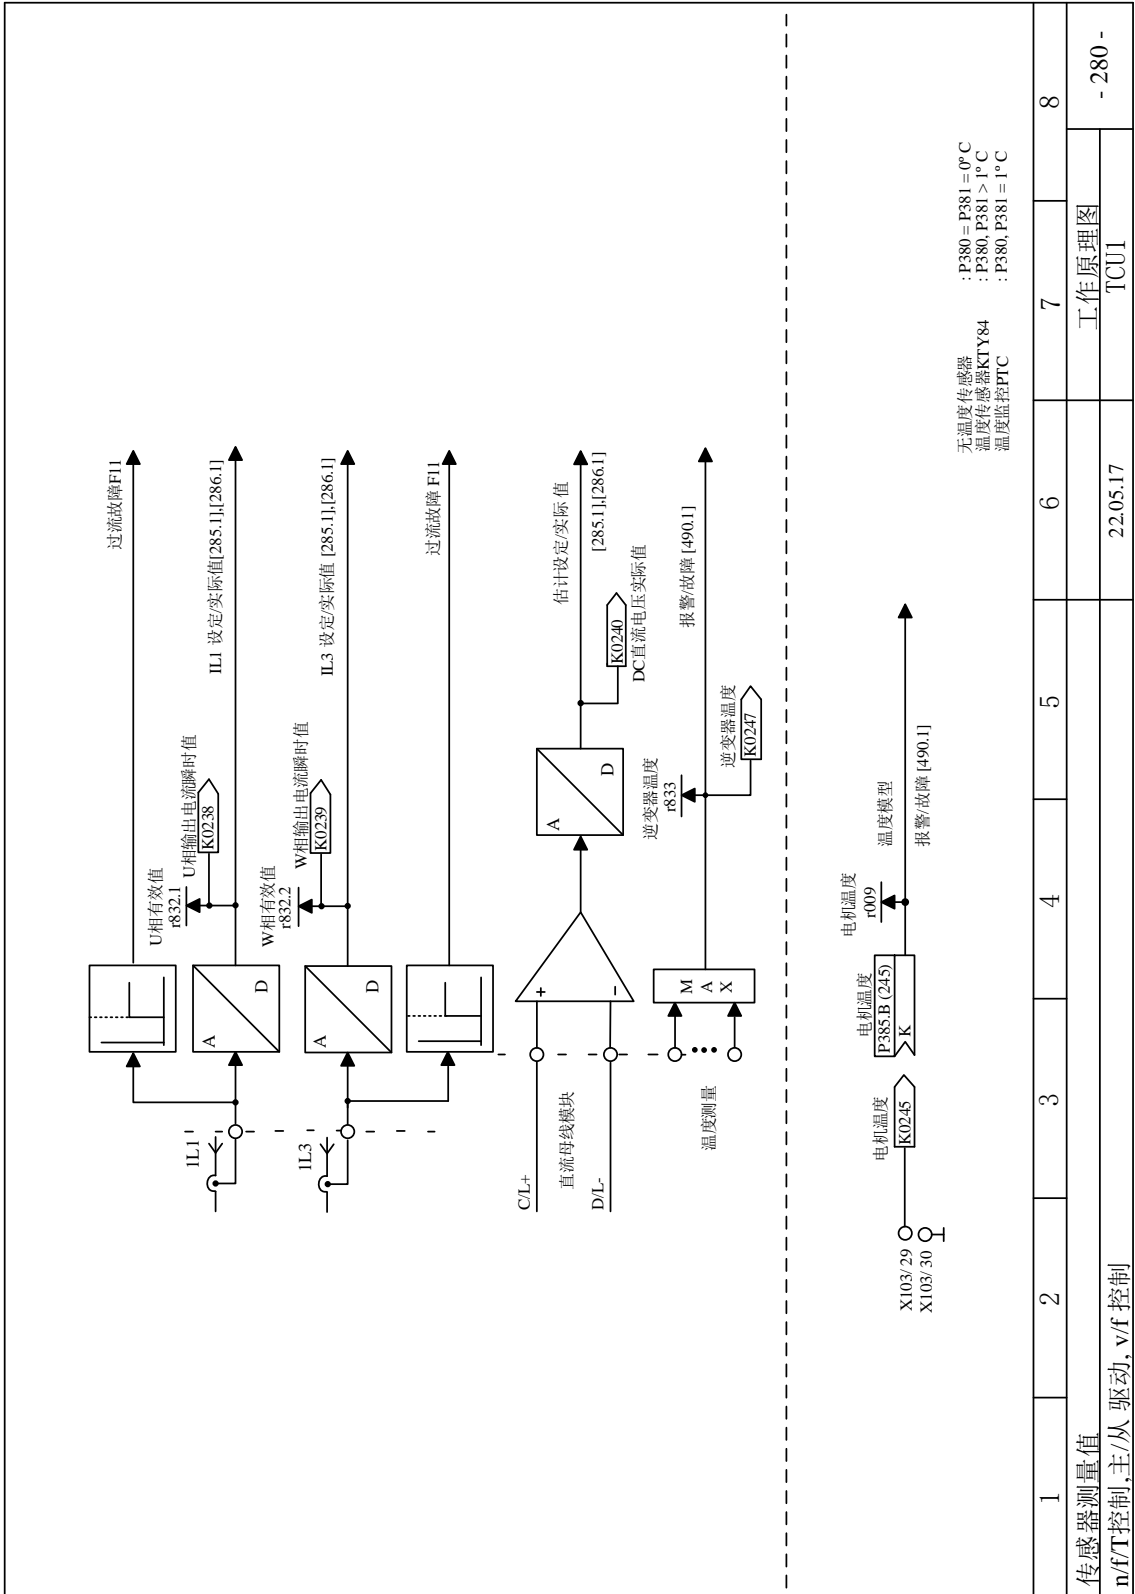 过流故障F11
IL1 设定/实际值[285.1],[286.1]
U相有效值
r832.1
U相输出电流瞬时值
K0238
A
D
1L1
IL3 设定/实际值 [285.1],[286.1]
W相有效值
r832.2
W相输出电流瞬时值
K0239
A
D
1L3
过流故障 F11
C/L+
直流母线模块
D/L-
+
-
A
D
估计设定/实际 值
[285.1],[286.1]
K0240
DC直流电压实际值
温度测量
M
A
X
逆变器温度
r833
逆变器温度
K0247
报警/故障 [490.1]
X103/ 29
X103/ 30
电机温度
K0245
电机温度
P385.B (245)
K
电机温度
r009
温度模型
报警/故障 [490.1]
无温度传感器 : P380 = P381 = 0° C
温度传感器KTY84 : P380, P381 > 1° C
温度监控PTC : P380, P381 = 1° C
1 2 3 4 5 6 7 8
传感器测量值 工作原理图 - 280 -
n/f/T控制,主/从 驱动, v/f 控制 22.05.17 TCU1